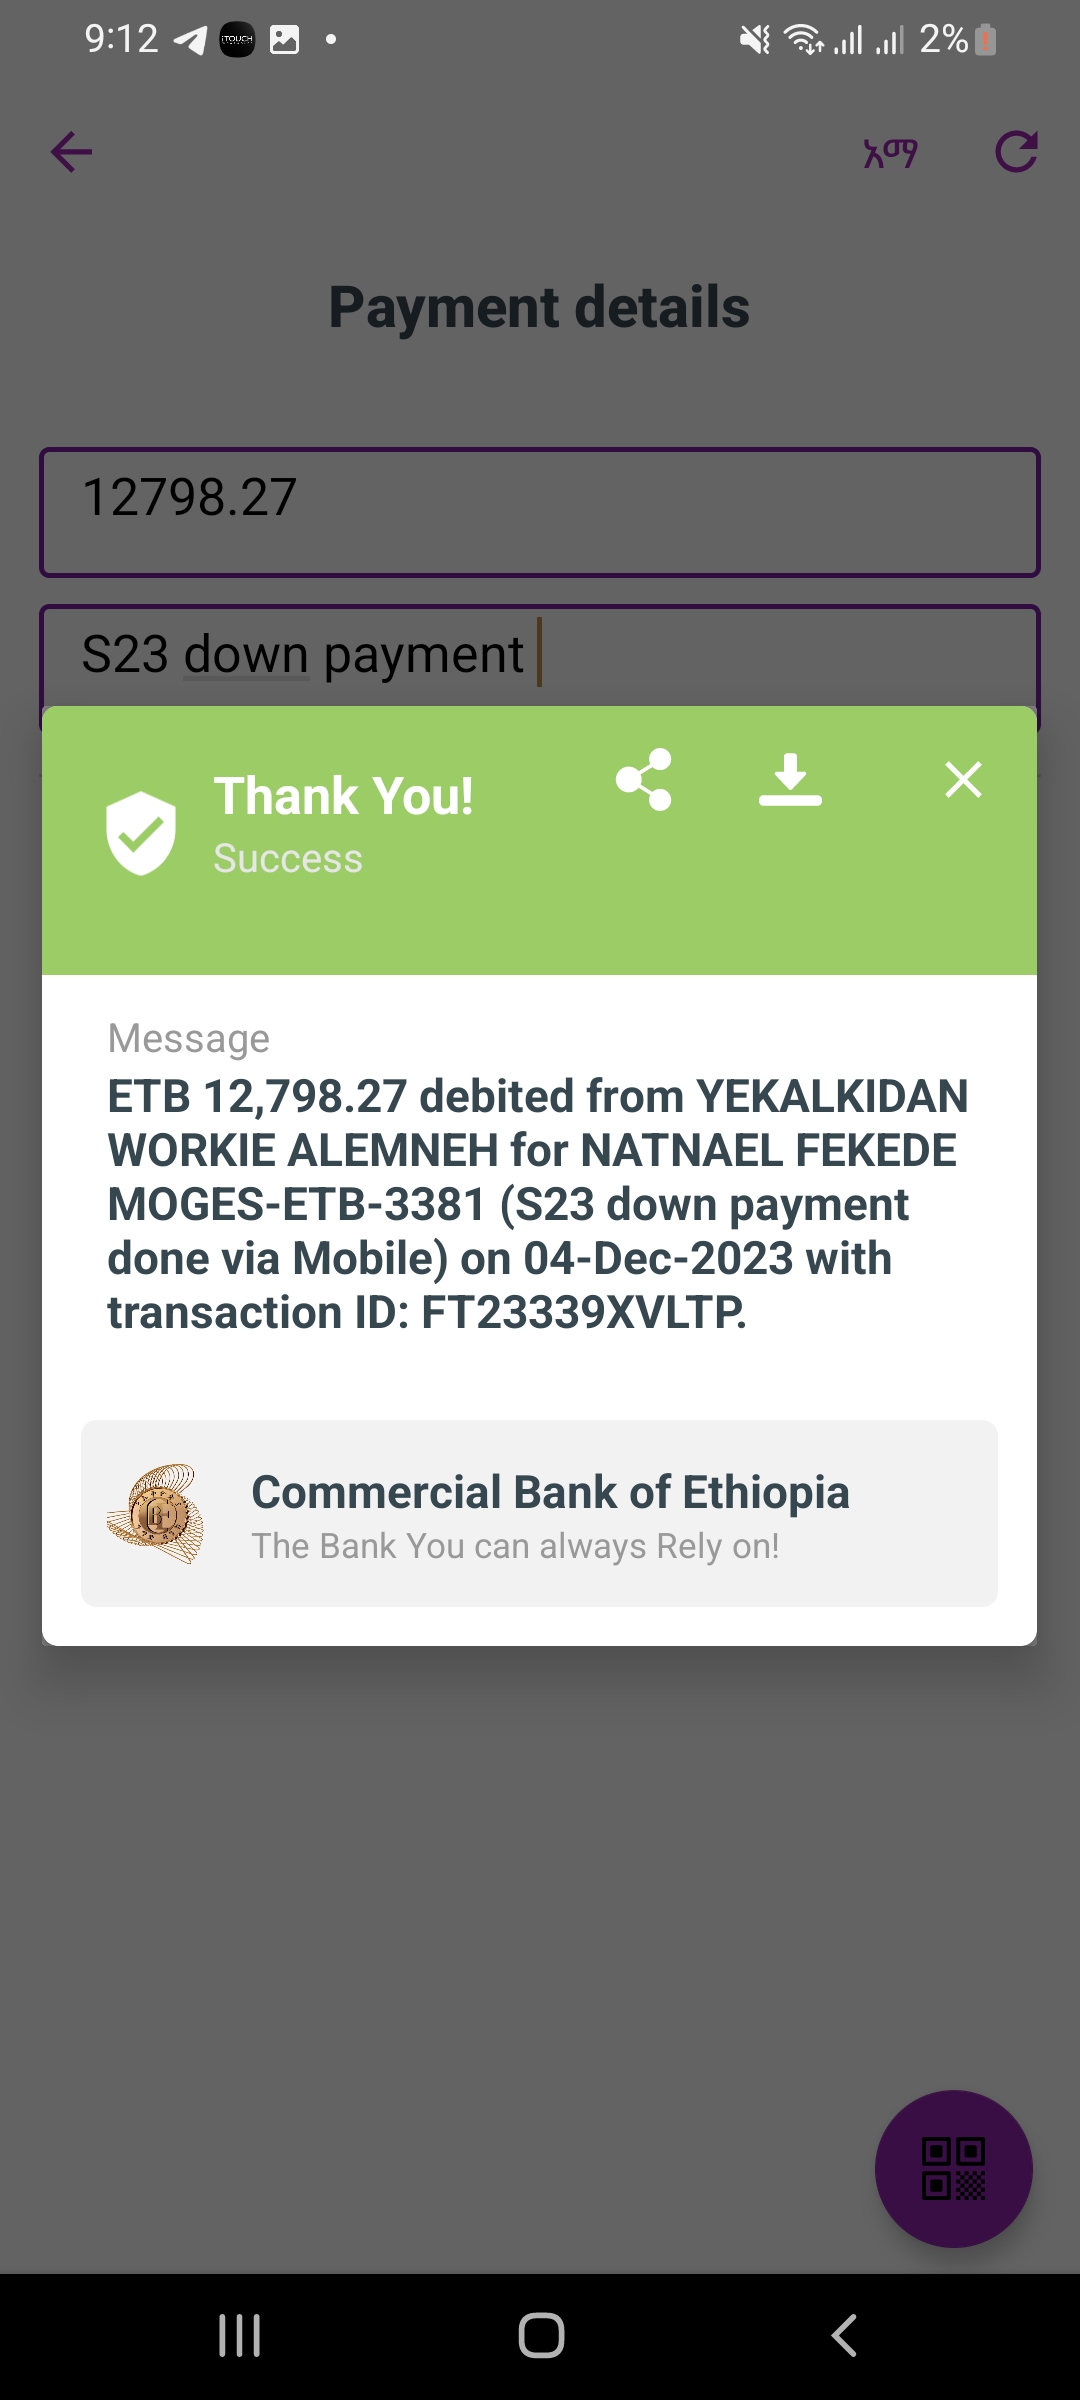 9:12
iTOUCH
2%
አማ
Payment details
12798.27
S23 down payment
Thank You!
Success
Message
ETB 12,798.27 debited from YEKALKIDAN
WORKIE ALEMNEH for NATNAEL FEKEDE
MOGES-ETB-3381 (S23 down payment
done via Mobile) on 04-Dec-2023 with
transaction ID: FT23339XVLTP.
Commercial Bank of Ethiopia
The Bank You can always Rely on!